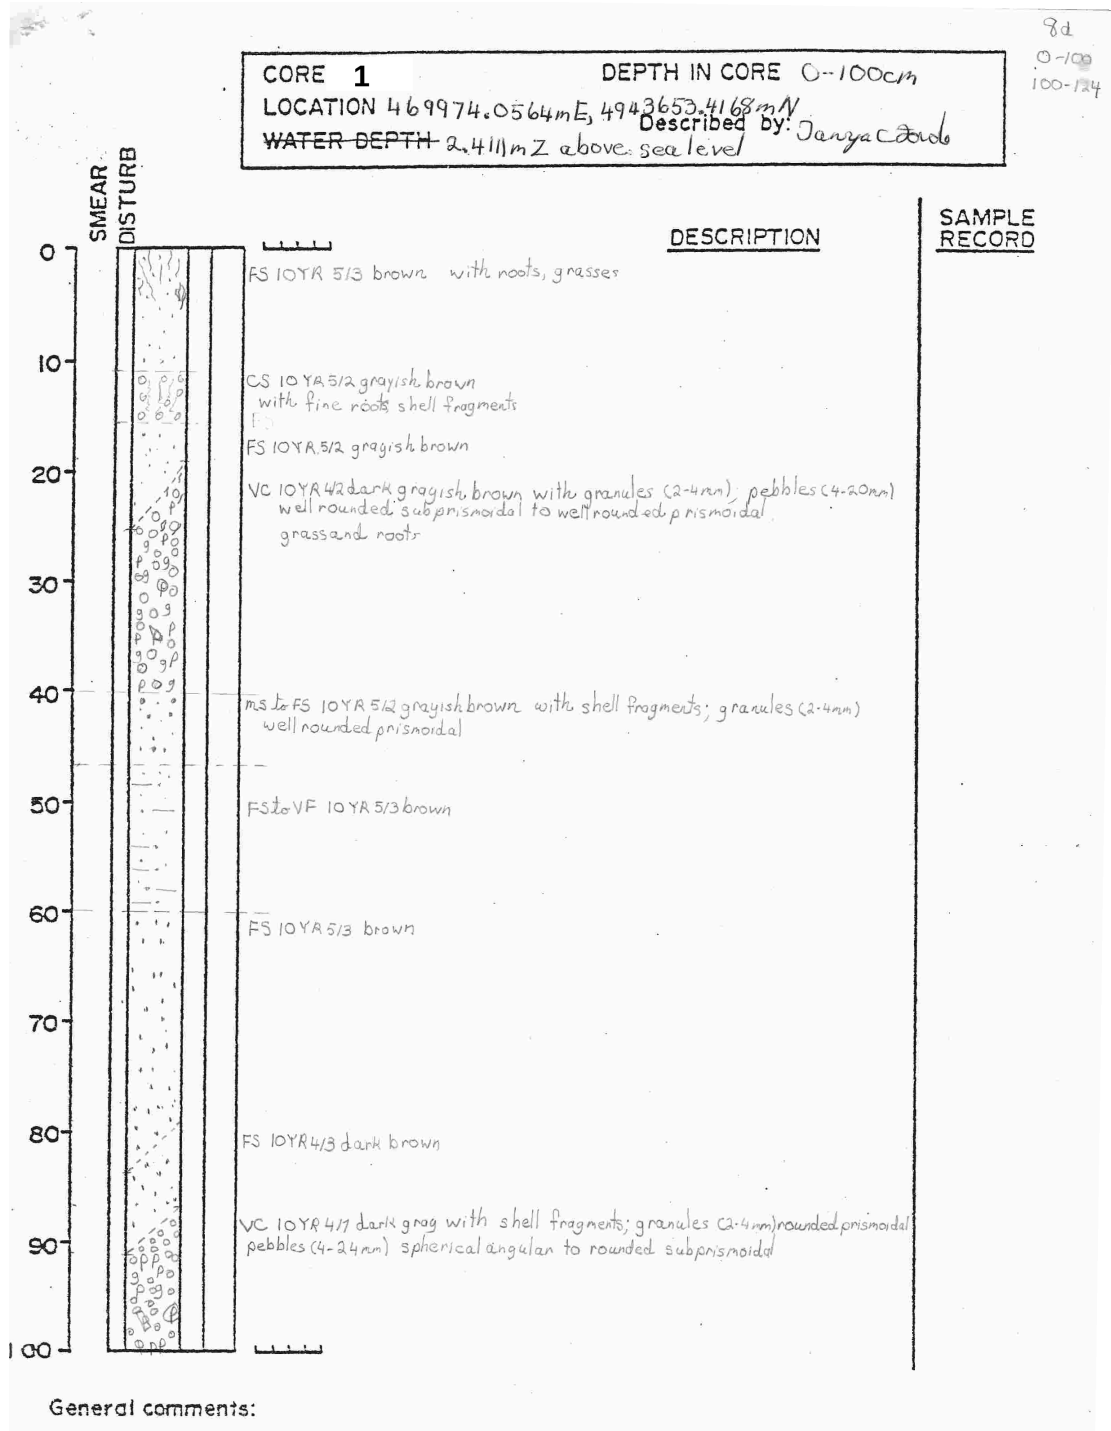 8d
0-100
100-124
CORE 1 DEPTH IN CORE 0-100cm
LOCATION 469974.0564mE, 4943653.4168mN
Described by: Tanya C
WATER DEPTH 2.4111mZ above sea level
SMEAR
DISTURB
DESCRIPTION
SAMPLE
RECORD
0
FS 10YR 5/3 brown with roots, grasses
10
CS 10YR 5/2 grayish brown
with fine roots shell fragments
FS
FS 10YR 5/2 grayish brown
20
VC 10YR 4/2 dark grayish brown with granules (2-4mm); pebbles (4-20mm)
well rounded subprismoidal to well rounded prismoidal
grass and roots
30
40
ms to FS 10YR 5/2 grayish brown with shell fragments; granules (2-4mm)
well rounded prismoidal
50
FS to VF 10YR 5/3 brown
60
FS 10YR 5/3 brown
70
80
FS 10YR 4/3 dark brown
VC 10YR 4/1 dark gray with shell fragments; granules (2-4mm) rounded prismoidal
90
pebbles (4-24mm) spherical angular to rounded subprismoidal
100
General comments: